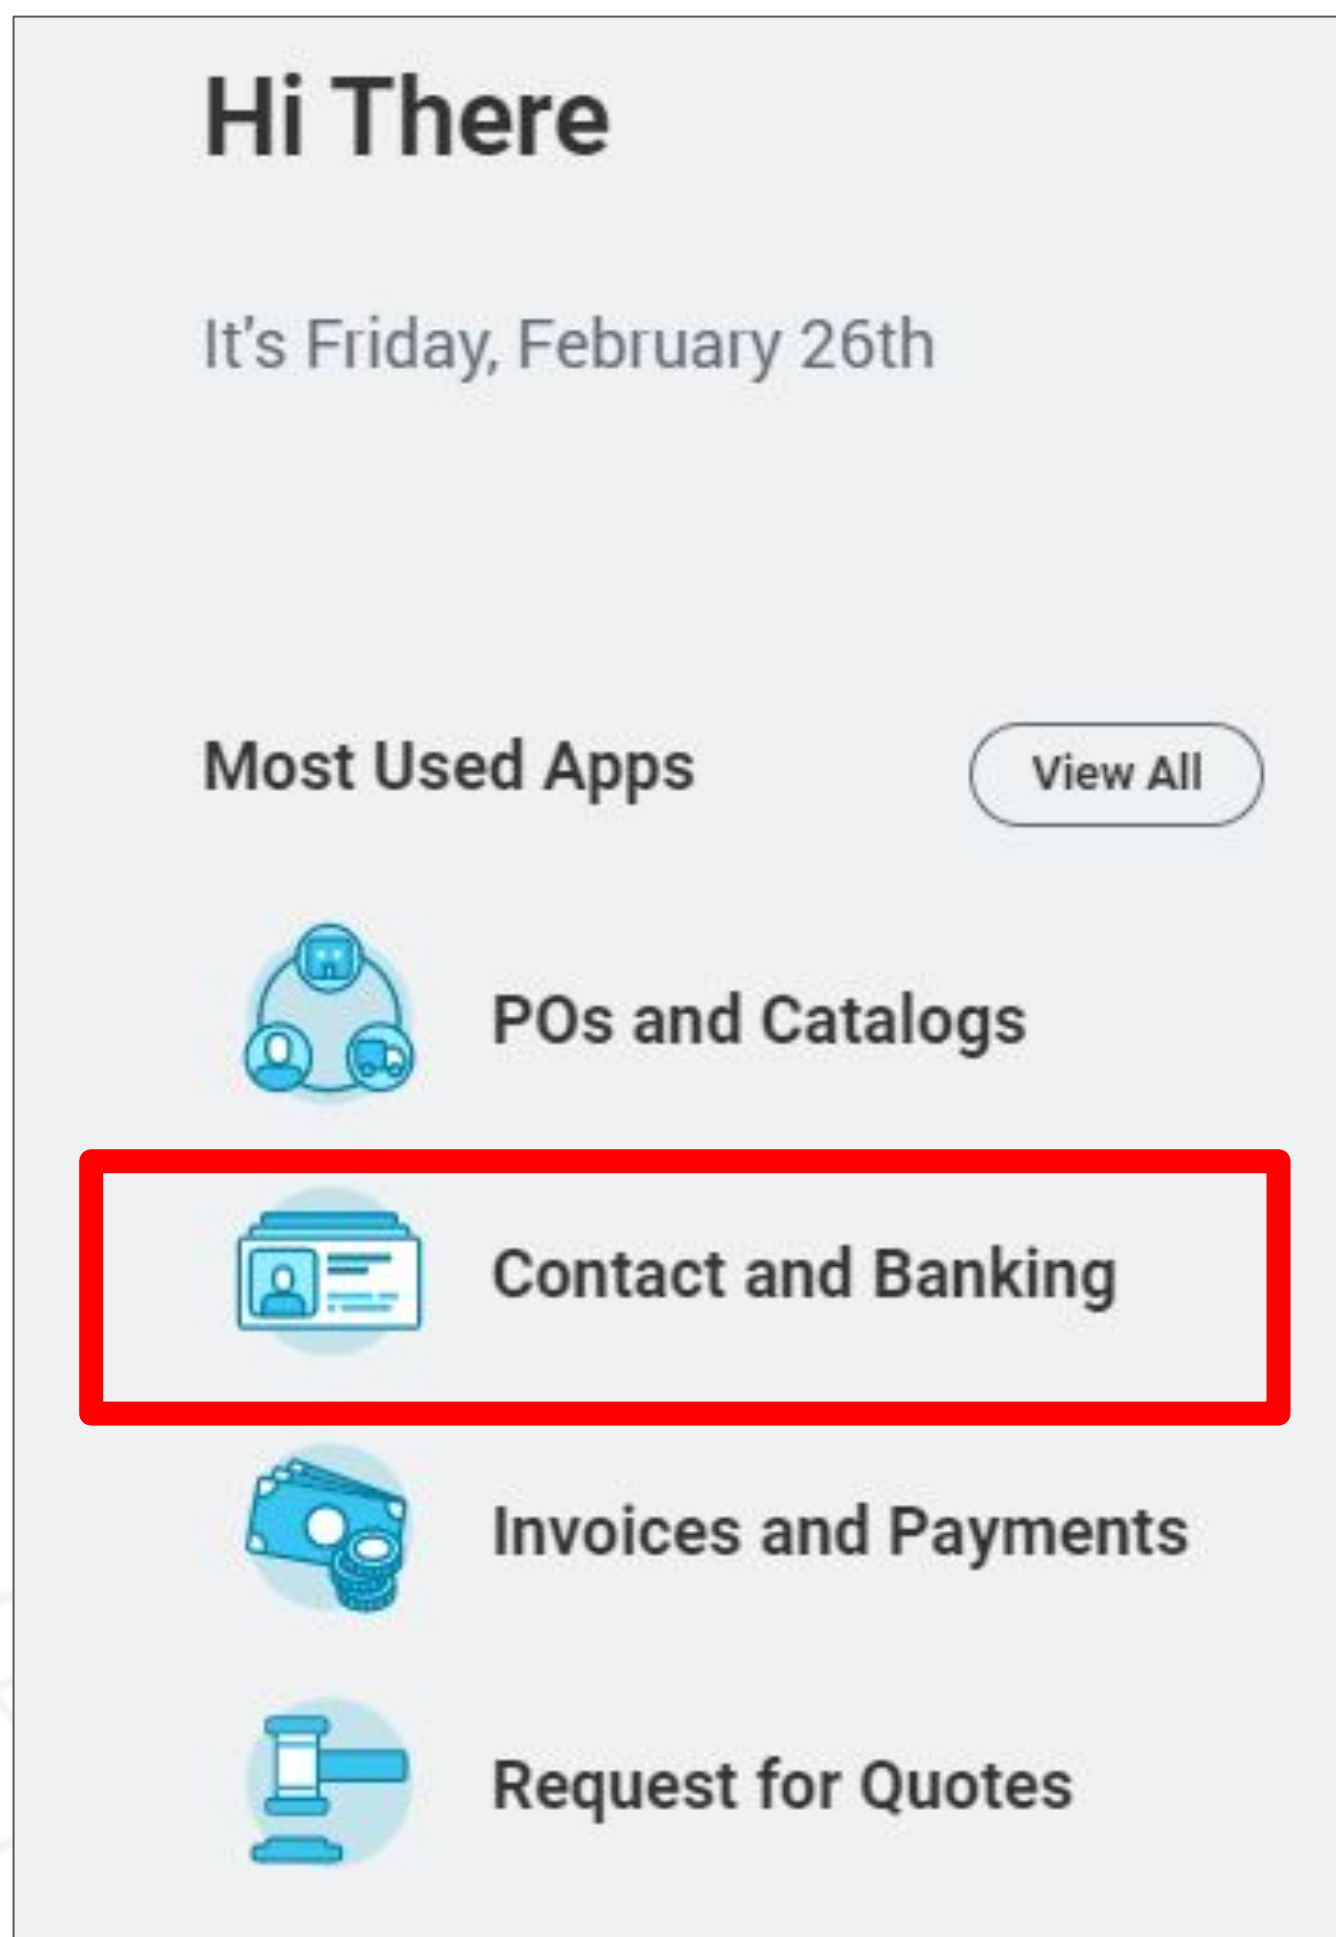 Hi There
It's Friday, February 26th
Most Used Apps
View All
POs and Catalogs
Contact and Banking
Invoices and Payments
Request for Quotes